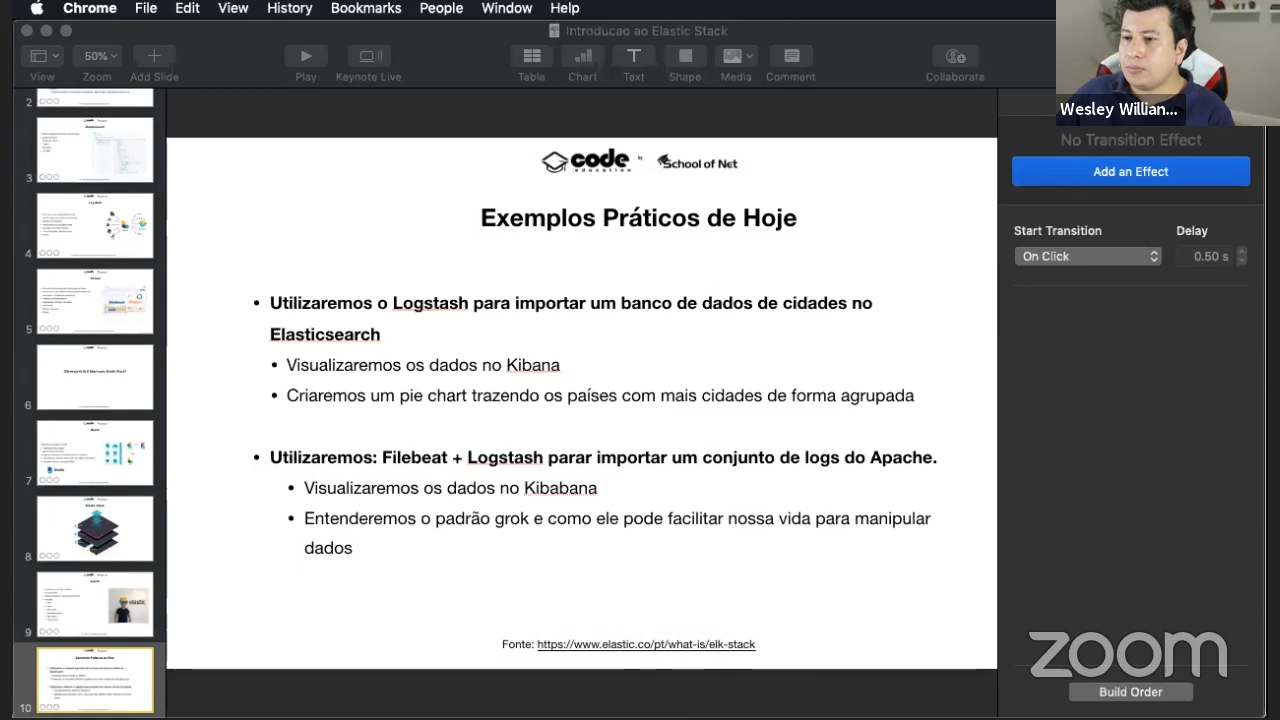 Chrome File Edit View History Bookmarks People Window Help
Introducao ao Elastic Stack
50%
View Zoom Add Slide Play Keynote Live Table Chart Text Shape Media Comment Collaborate
Wesley Willian...
No Transition Effect
Add an Effect
Start Transition Delay
On Click 0.50 s
2
3
4
5
6
7
8
9
10
code by School of Net
.education
Exemplos Práticos de Hoje
• Utilizaremos o Logstash para importar um banco de dados de cidades no
Elasticsearch
• Visualizaremos os dados no Kibana
• Criaremos um pie chart trazendo os países com mais cidades de forma agrupada
• Utilizamos: Filebeat + Logstash parar importar um conjunto de logs do Apache
• Visualizaremos os dados no Kibabana
• Entenderemos o padrão grok e como ele pode facilitar nossa vida para manipular
dados
Fonte: https://www.elastic.co/pt/what-is/elk-stack
zoom
Build Order